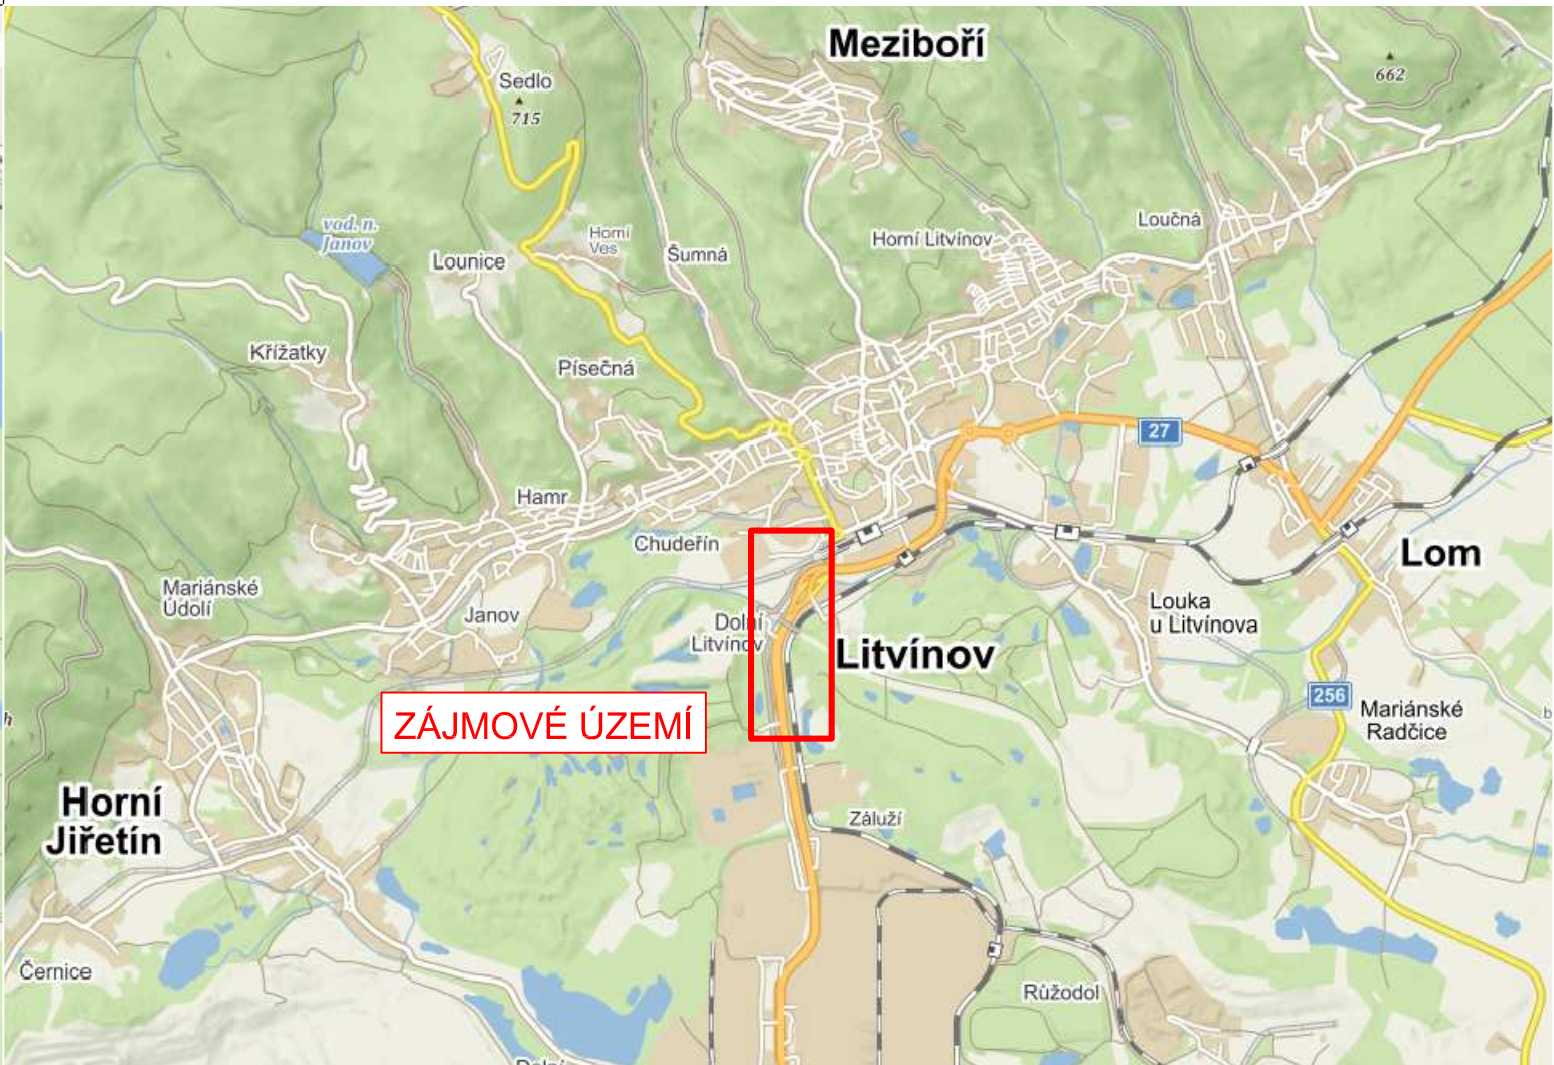 Meziboří
662
Sedlo
715
vod. n.
Janov
Horní
Ves
Loučná
Horní Litvínov
Šumná
Lounice
Křížatky
Písečná
27
Hamr
Chudeřín
Lom
Mariánské
Údolí
Janov
Louka
u Litvínova
Dolní
Litvínov
Litvínov
256
ZÁJMOVÉ ÚZEMÍ
Mariánské
Radčice
Horní
Jiřetín
Záluží
Černice
Růžodol